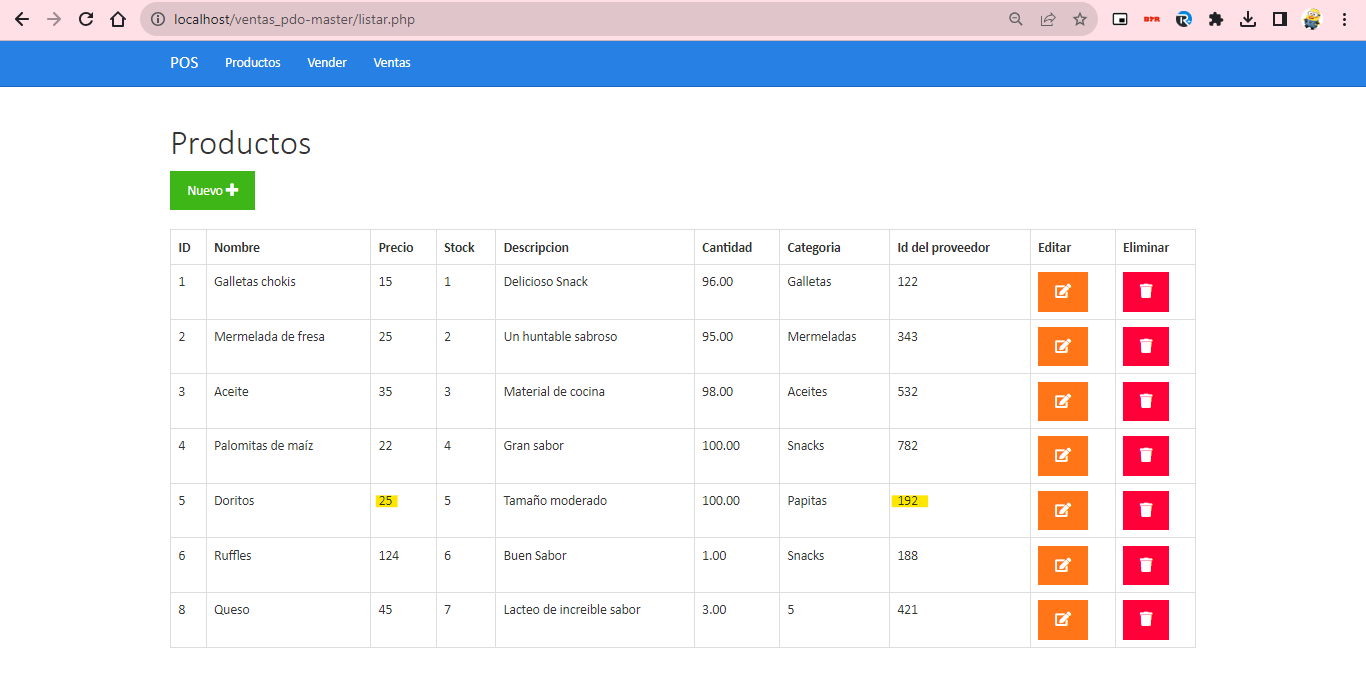 localhost/ventas_pdo-master/listar.php
POS Productos Vender Ventas
Productos
Nuevo
ID Nombre Precio Stock Descripcion Cantidad Categoria Id del proveedor Editar Eliminar
1 Galletas chokis 15 1 Delicioso Snack 96.00 Galletas 122
2 Mermelada de fresa 25 2 Un huntable sabroso 95.00 Mermeladas 343
3 Aceite 35 3 Material de cocina 98.00 Aceites 532
4 Palomitas de maíz 22 4 Gran sabor 100.00 Snacks 782
5 Doritos 25 5 Tamaño moderado 100.00 Papitas 192
6 Ruffles 124 6 Buen Sabor 1.00 Snacks 188
8 Queso 45 7 Lacteo de increible sabor 3.00 5 421